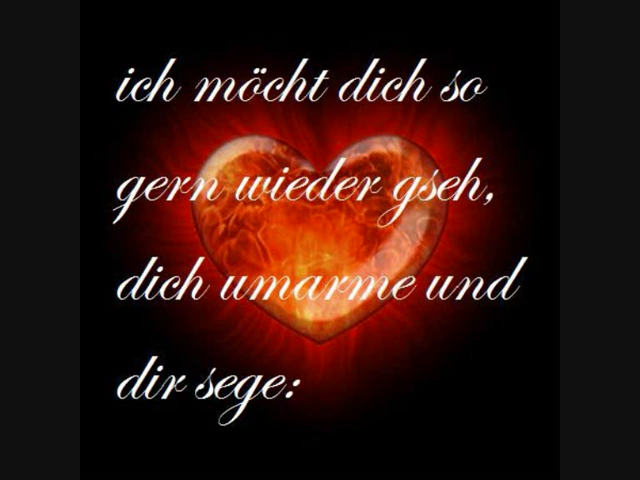 ich möcht dich so
gern wieder gseh,
dich umarme und
dir sege: